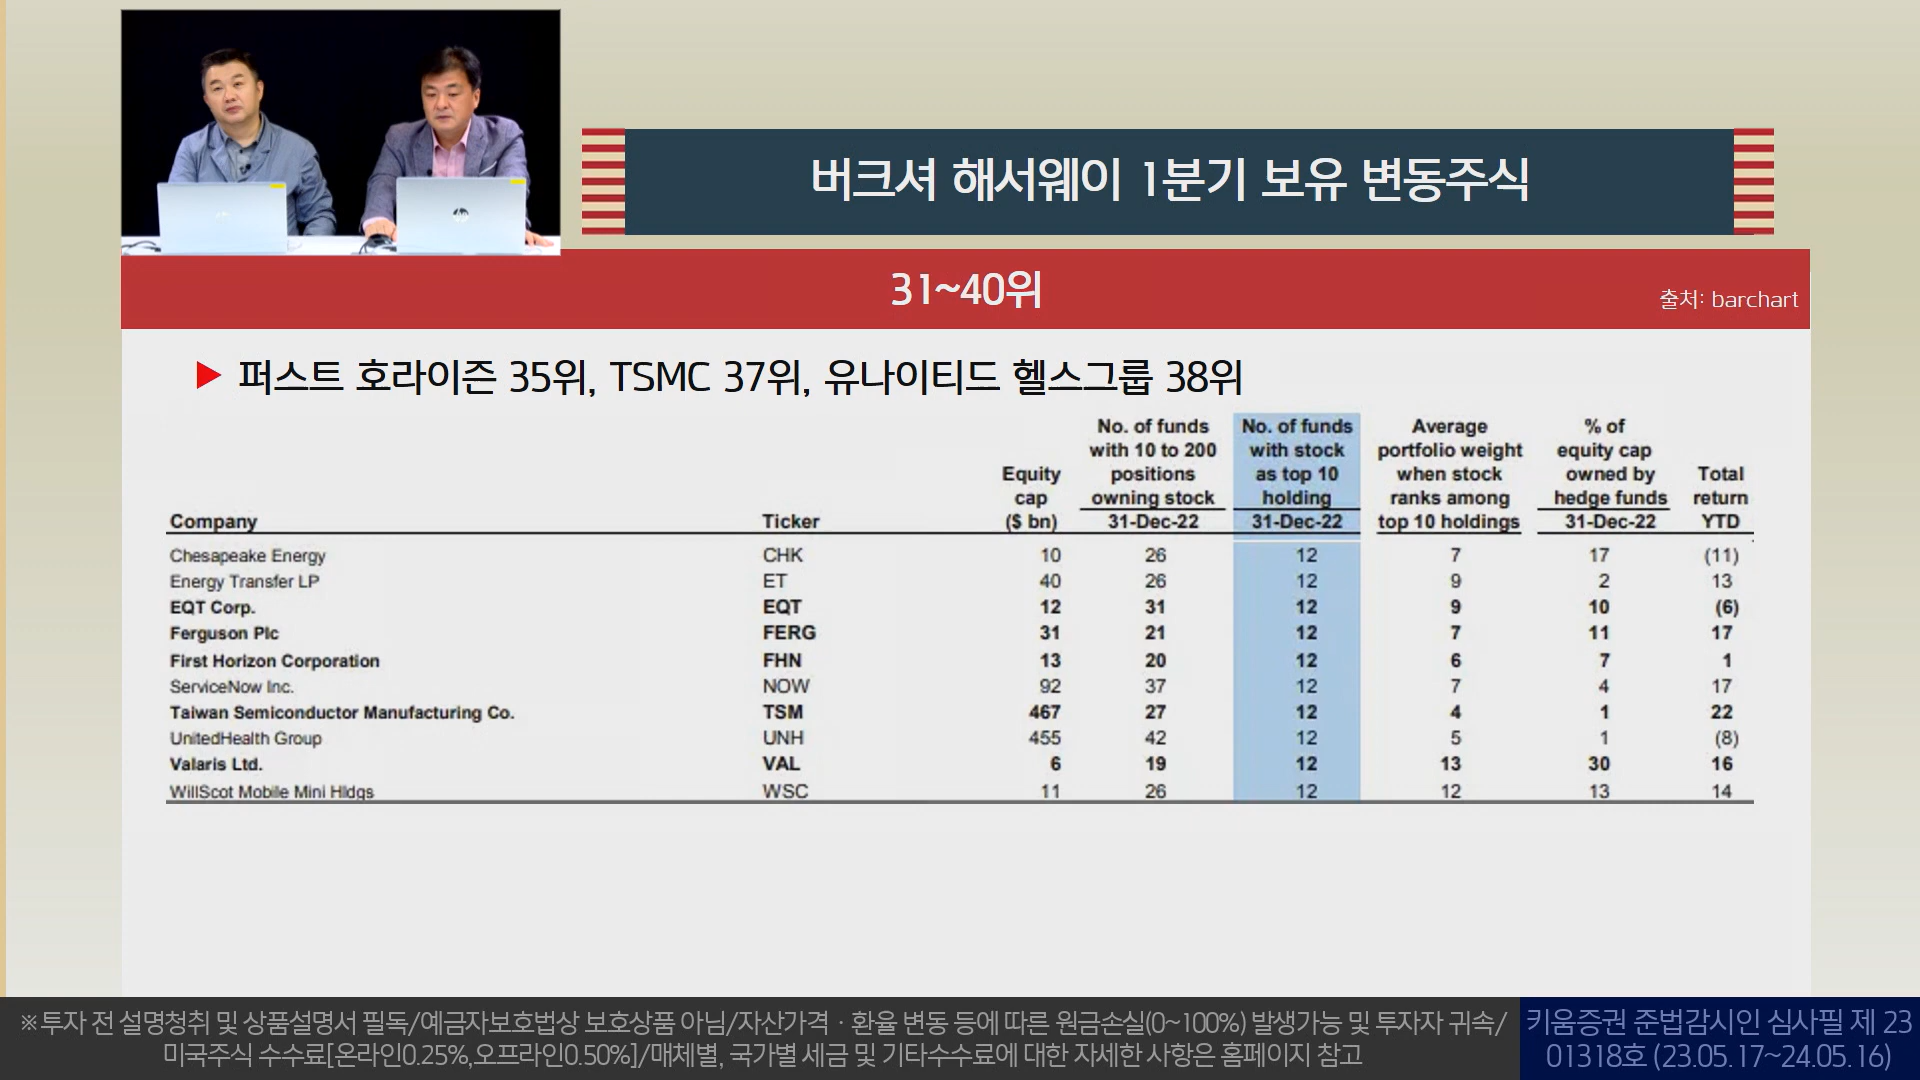 버크셔 해서웨이 1분기 보유 변동주식
31~40위
출처: barchart
▶ 퍼스트 호라이즌 35위, TSMC 37위, 유나이티드 헬스그룹 38위
Company Ticker Equity cap ($ bn) No. of funds with 10 to 200 positions owning stock 31-Dec-22 No. of funds with stock as top 10 holding 31-Dec-22 Average portfolio weight when stock ranks among top 10 holdings % of equity cap owned by hedge funds 31-Dec-22 Total return YTD
Chesapeake Energy CHK 10 26 12 7 17 (11)
Energy Transfer LP ET 40 26 12 9 2 13
EQT Corp. EQT 12 31 12 9 10 (6)
Ferguson Plc FERG 31 21 12 7 11 17
First Horizon Corporation FHN 13 20 12 6 7 1
ServiceNow Inc. NOW 92 37 12 7 4 17
Taiwan Semiconductor Manufacturing Co. TSM 467 27 12 4 1 22
UnitedHealth Group UNH 455 42 12 5 1 (8)
Valaris Ltd. VAL 6 19 12 13 30 16
WillScot Mobile Mini Hldgs WSC 11 26 12 12 13 14
※투자 전 설명청취 및 상품설명서 필독/예금자보호법상 보호상품 아님/자산가격·환율 변동 등에 따른 원금손실(0~100%) 발생가능 및 투자자 귀속/
미국주식 수수료[온라인0.25%,오프라인0.50%]/매체별, 국가별 세금 및 기타수수료에 대한 자세한 사항은 홈페이지 참고
키움증권 준법감시인 심사필 제 23
01318호 (23.05.17~24.05.16)